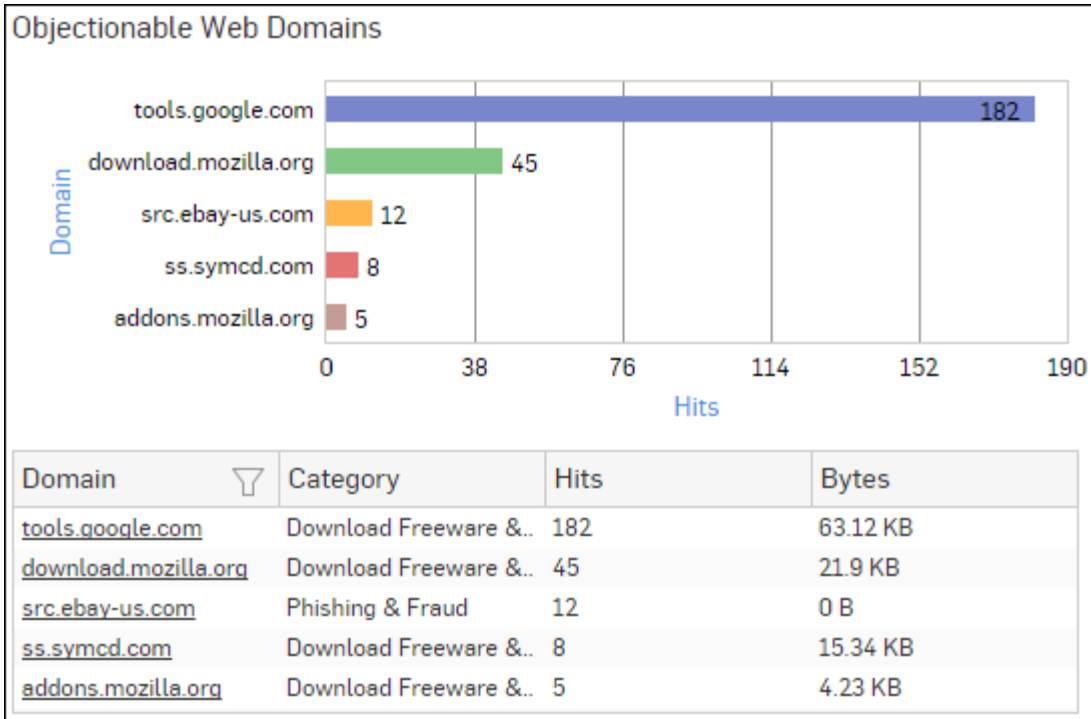 Objectionable Web Domains
Domain
tools.google.com 182
download.mozilla.org 45
src.ebay-us.com 12
ss.symcd.com 8
addons.mozilla.org 5
0 38 76 114 152 190
Hits
Domain Category Hits Bytes
tools.google.com Download Freeware &.. 182 63.12 KB
download.mozilla.org Download Freeware &.. 45 21.9 KB
src.ebay-us.com Phishing & Fraud 12 0 B
ss.symcd.com Download Freeware &.. 8 15.34 KB
addons.mozilla.org Download Freeware &.. 5 4.23 KB